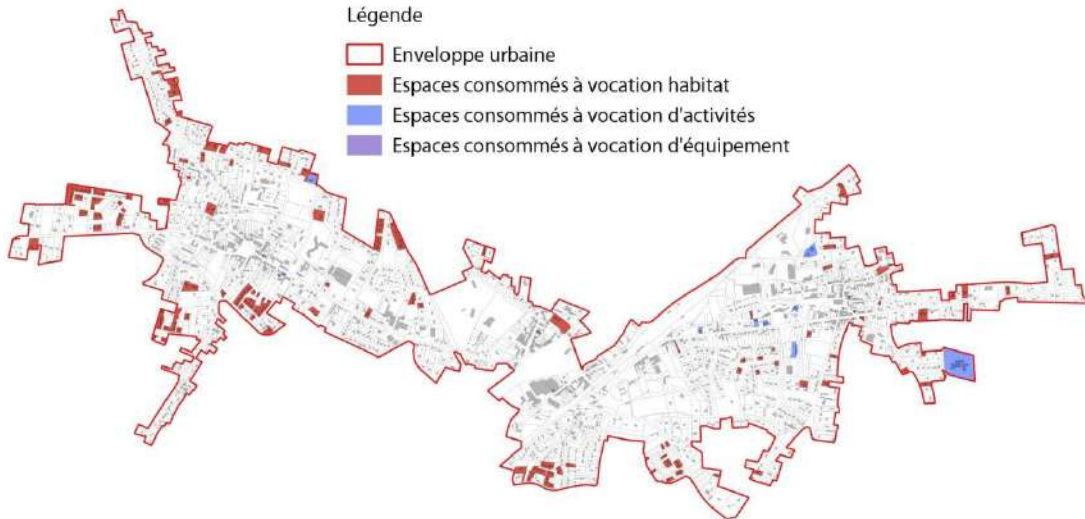 Légende
Enveloppe urbaine
Espaces consommés à vocation habitat
Espaces consommés à vocation d'activités
Espaces consommés à vocation d'équipement